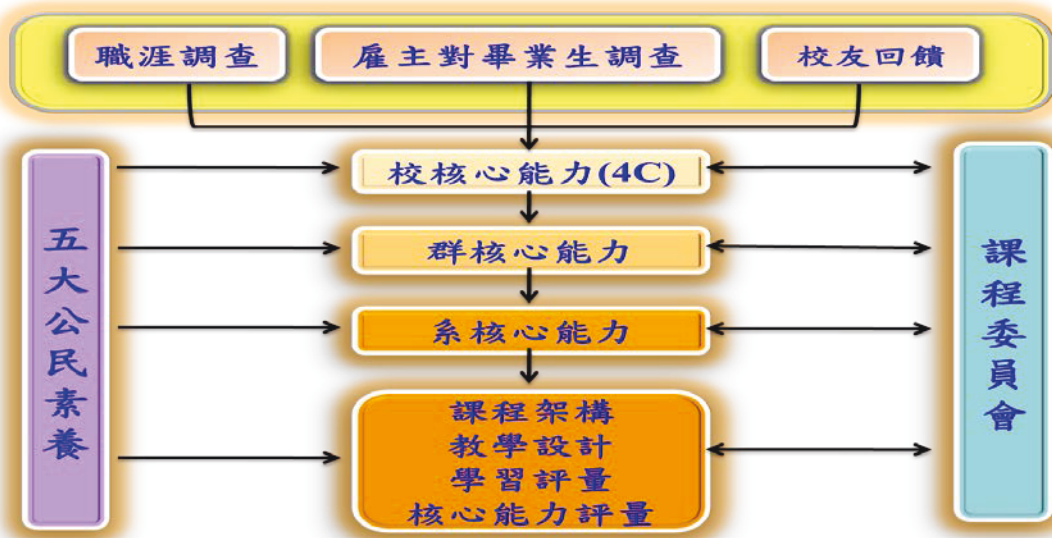 職涯調查
雇主對畢業生調查
校友回饋
五大公民素養
校核心能力(4C)
群核心能力
系核心能力
課程架構
教學設計
學習評量
核心能力評量
課程委員會